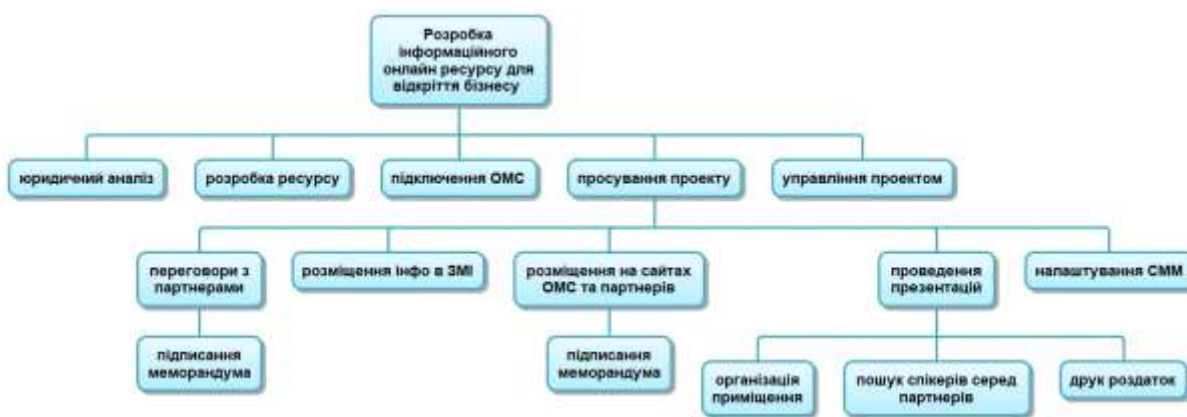 Розробка
інформаційного
онлайн ресурсу для
відкріття бізнесу
юридичний аналіз
розробка ресурсу
підключення ОМС
просування проекту
управління проектом
переговори з
партнерами
розміщення інфо в ЗМІ
розміщення на сайтах
ОМС та партнерів
проведення
презентацій
налаштування СММ
підписання
меморандума
підписання
меморандума
організація
приміщення
пошук спікерів серед
партнерів
друк роздаток